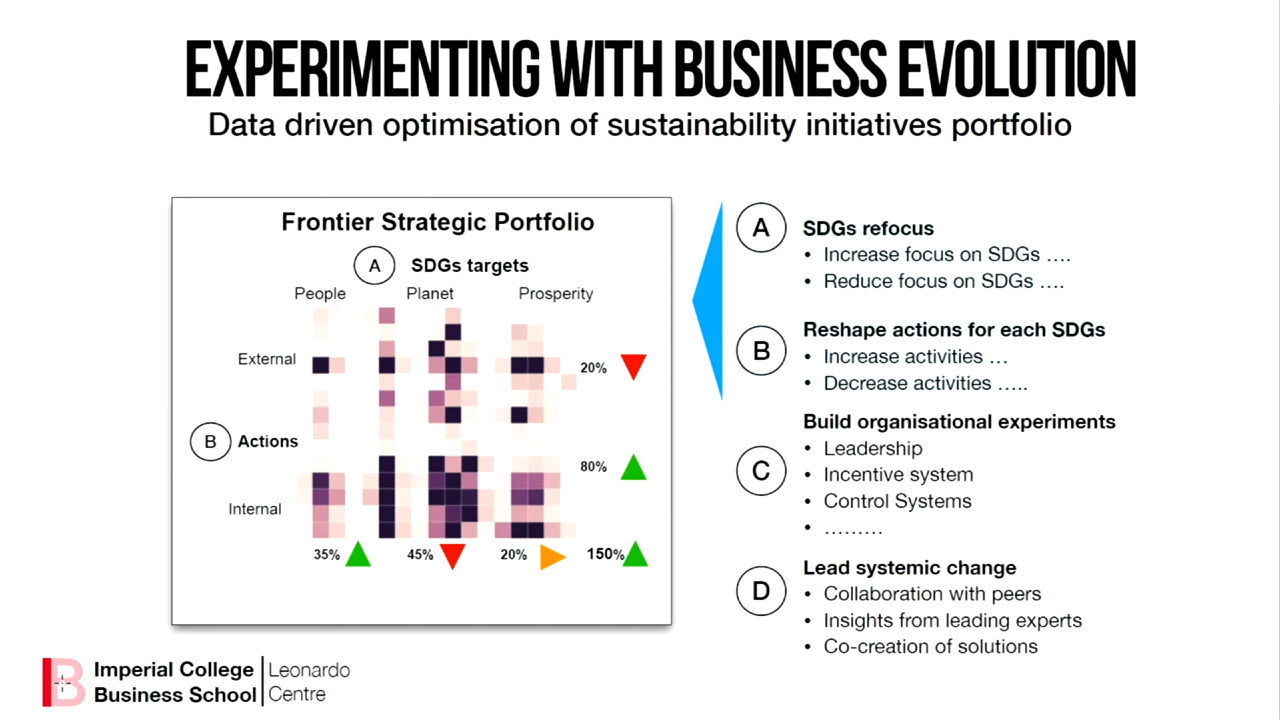 EXPERIMENTING WITH BUSINESS EVOLUTION
Data driven optimisation of sustainability initiatives portfolio
Frontier Strategic Portfolio
A SDGs targets
People Planet Prosperity
External
20%
B Actions
80%
Internal
35% 45% 20% 150%
A SDGs refocus
• Increase focus on SDGs ….
• Reduce focus on SDGs ….
B Reshape actions for each SDGs
• Increase activities …
• Decrease activities …..
C Build organisational experiments
• Leadership
• Incentive system
• Control Systems
• ………
D Lead systemic change
• Collaboration with peers
• Insights from leading experts
• Co-creation of solutions
B
Imperial College
Business School
Leonardo
Centre